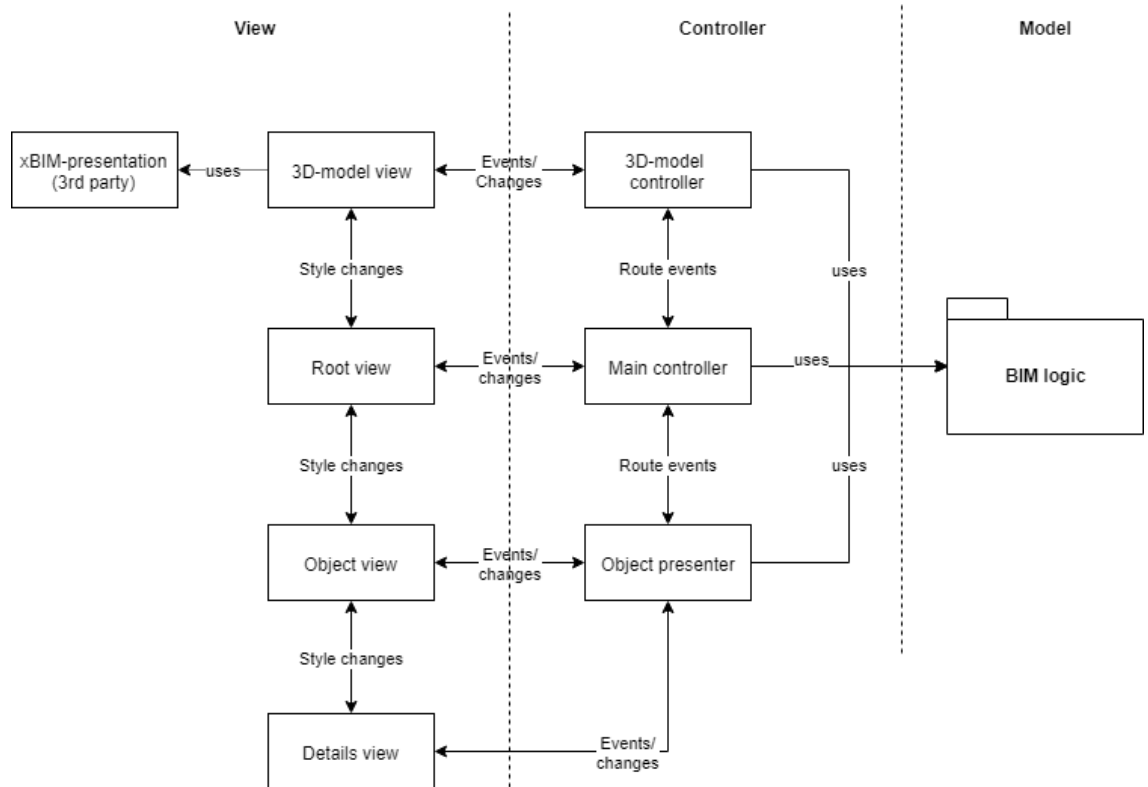 View
Controller
Model
xBIM-presentation
(3rd party)
uses
3D-model view
Events/
Changes
3D-model
controller
Style changes
Route events
uses
Root view
Events/
changes
Main controller
uses
BIM logic
Style changes
Route events
uses
Object view
Events/
changes
Object presenter
Style changes
Details view
Events/
changes